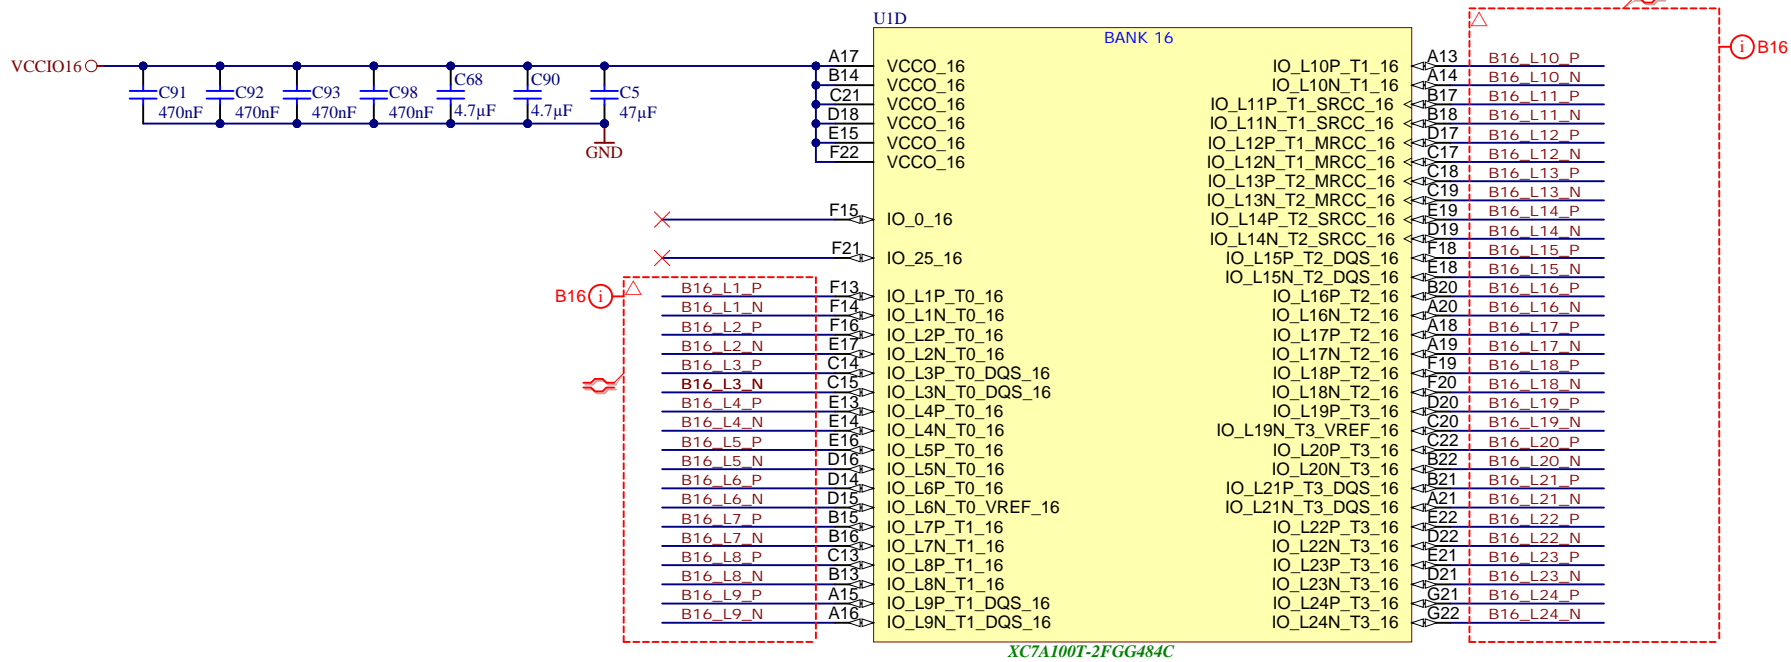 U1D
BANK 16
VCCIO16
C91
470nF
C92
470nF
C93
470nF
C98
470nF
C68
4.7µF
C90
4.7µF
C5
47µF
GND
A17 VCCO_16
B14 VCCO_16
C21 VCCO_16
D18 VCCO_16
E15 VCCO_16
F22 VCCO_16
F15 IO_0_16
F21 IO_25_16
B16 i
B16_L1_P F13 IO_L1P_T0_16
B16_L1_N F14 IO_L1N_T0_16
B16_L2_P F16 IO_L2P_T0_16
B16_L2_N E17 IO_L2N_T0_16
B16_L3_P C14 IO_L3P_T0_DQS_16
B16_L3_N C15 IO_L3N_T0_DQS_16
B16_L4_P E13 IO_L4P_T0_16
B16_L4_N E14 IO_L4N_T0_16
B16_L5_P E16 IO_L5P_T0_16
B16_L5_N D16 IO_L5N_T0_16
B16_L6_P D14 IO_L6P_T0_16
B16_L6_N D15 IO_L6N_T0_VREF_16
B16_L7_P B15 IO_L7P_T1_16
B16_L7_N B16 IO_L7N_T1_16
B16_L8_P C13 IO_L8P_T1_16
B16_L8_N B13 IO_L8N_T1_16
B16_L9_P A15 IO_L9P_T1_DQS_16
B16_L9_N A16 IO_L9N_T1_DQS_16
IO_L10P_T1_16 A13 B16_L10_P
IO_L10N_T1_16 A14 B16_L10_N
IO_L11P_T1_SRCC_16 B17 B16_L11_P
IO_L11N_T1_SRCC_16 B18 B16_L11_N
IO_L12P_T1_MRCC_16 D17 B16_L12_P
IO_L12N_T1_MRCC_16 C17 B16_L12_N
IO_L13P_T2_MRCC_16 C18 B16_L13_P
IO_L13N_T2_MRCC_16 C19 B16_L13_N
IO_L14P_T2_SRCC_16 E19 B16_L14_P
IO_L14N_T2_SRCC_16 D19 B16_L14_N
IO_L15P_T2_DQS_16 F18 B16_L15_P
IO_L15N_T2_DQS_16 E18 B16_L15_N
IO_L16P_T2_16 B20 B16_L16_P
IO_L16N_T2_16 A20 B16_L16_N
IO_L17P_T2_16 A18 B16_L17_P
IO_L17N_T2_16 A19 B16_L17_N
IO_L18P_T2_16 F19 B16_L18_P
IO_L18N_T2_16 F20 B16_L18_N
IO_L19P_T3_16 D20 B16_L19_P
IO_L19N_T3_VREF_16 C20 B16_L19_N
IO_L20P_T3_16 C22 B16_L20_P
IO_L20N_T3_16 B22 B16_L20_N
IO_L21P_T3_DQS_16 B21 B16_L21_P
IO_L21N_T3_DQS_16 A21 B16_L21_N
IO_L22P_T3_16 E22 B16_L22_P
IO_L22N_T3_16 D22 B16_L22_N
IO_L23P_T3_16 E21 B16_L23_P
IO_L23N_T3_16 D21 B16_L23_N
IO_L24P_T3_16 G21 B16_L24_P
IO_L24N_T3_16 G22 B16_L24_N
i B16
XC7A100T-2FGG484C